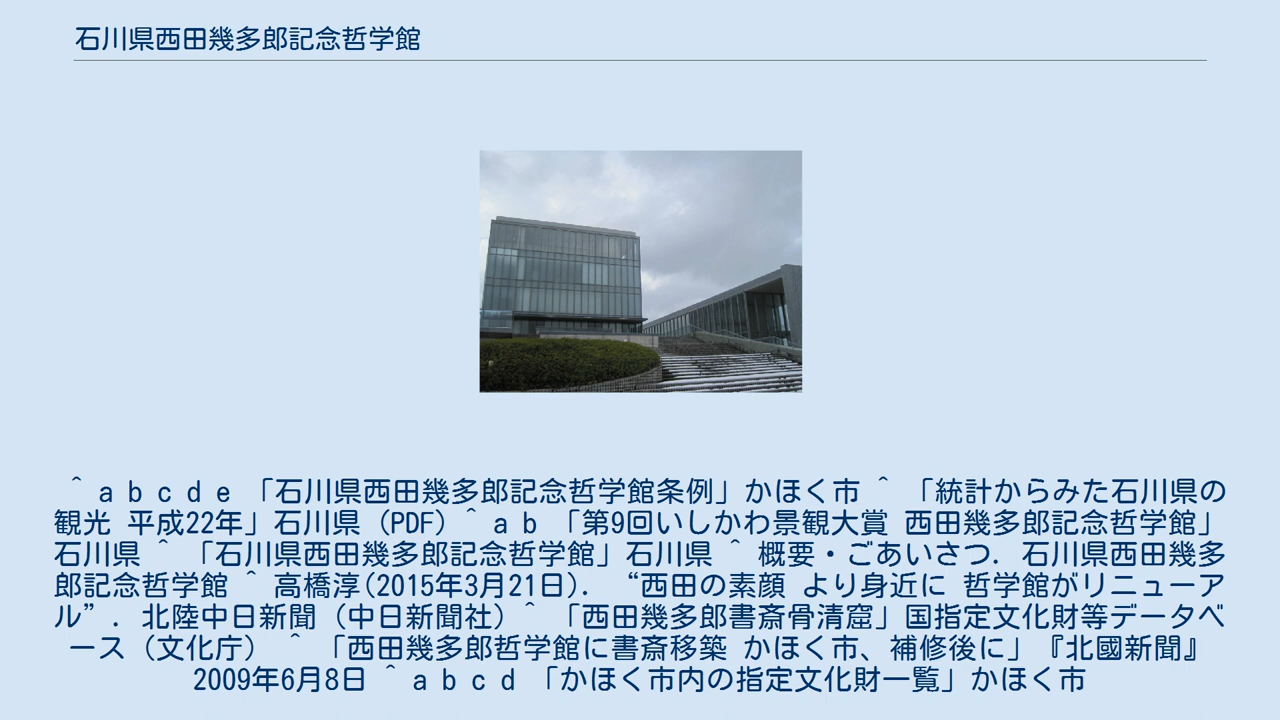 石川県西田幾多郎記念哲学館
^ a b c d e 「石川県西田幾多郎記念哲学館条例」かほく市 ^ 「統計からみた石川県の
観光 平成22年」石川県（PDF）^ a b 「第9回いしかわ景観大賞 西田幾多郎記念哲学館」
石川県 ^ 「石川県西田幾多郎記念哲学館」石川県 ^ 概要・ごあいさつ. 石川県西田幾多
郎記念哲学館 ^ 高橋淳(2015年3月21日). “西田の素顔 より身近に 哲学館がリニューア
ル”. 北陸中日新聞（中日新聞社）^ 「西田幾多郎書斎骨清窟」国指定文化財等データベ
ース（文化庁） ^ 「西田幾多郎哲学館に書斎移築 かほく市、補修後に」『北國新聞』
2009年6月8日 ^ a b c d 「かほく市内の指定文化財一覧」かほく市